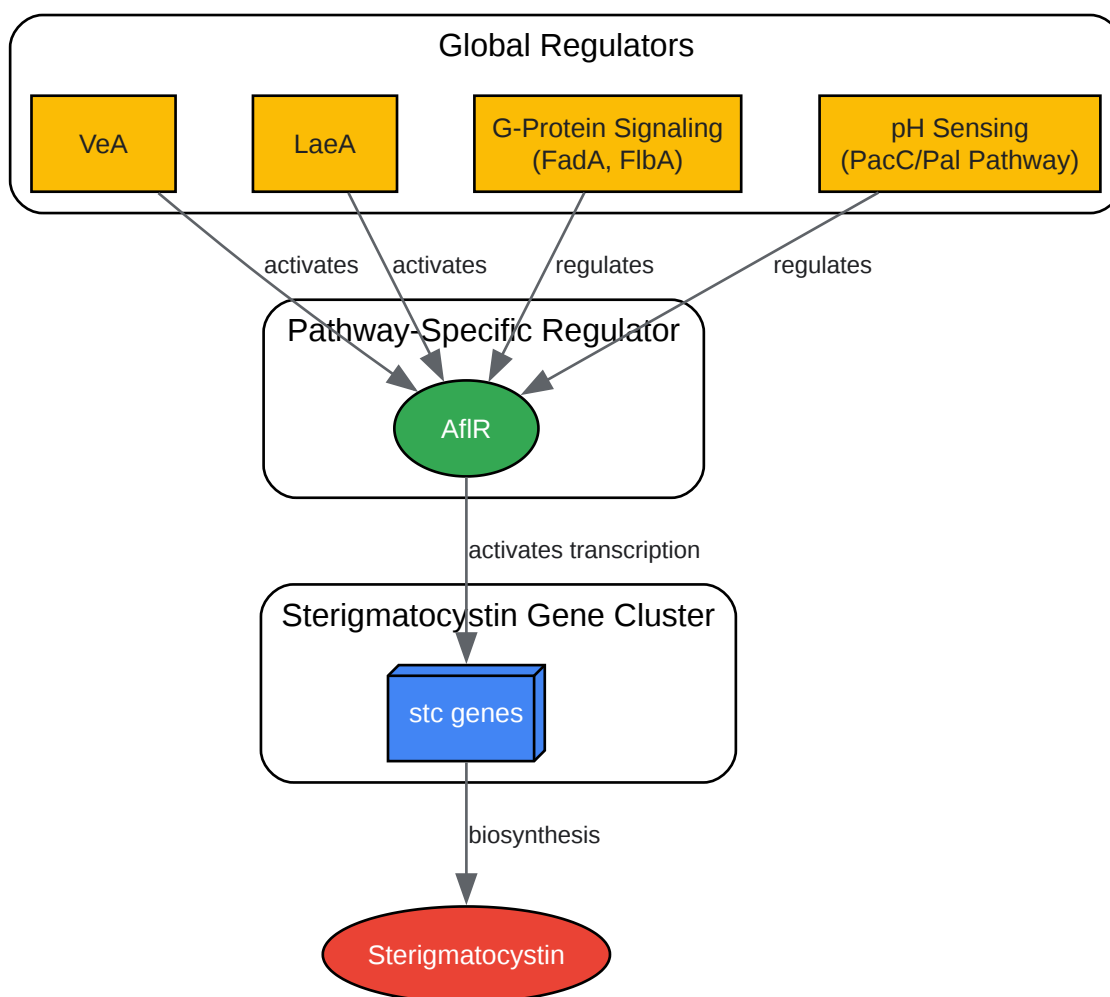 Global Regulators
VeA
LaeA
G-Protein Signaling
(FadA, FlbA)
pH Sensing
(PacC/Pal Pathway)
activates
activates
regulates
regulates
Pathway-Specific Regulator
AflR
activates transcription
Sterigmatocystin Gene Cluster
stc genes
biosynthesis
Sterigmatocystin